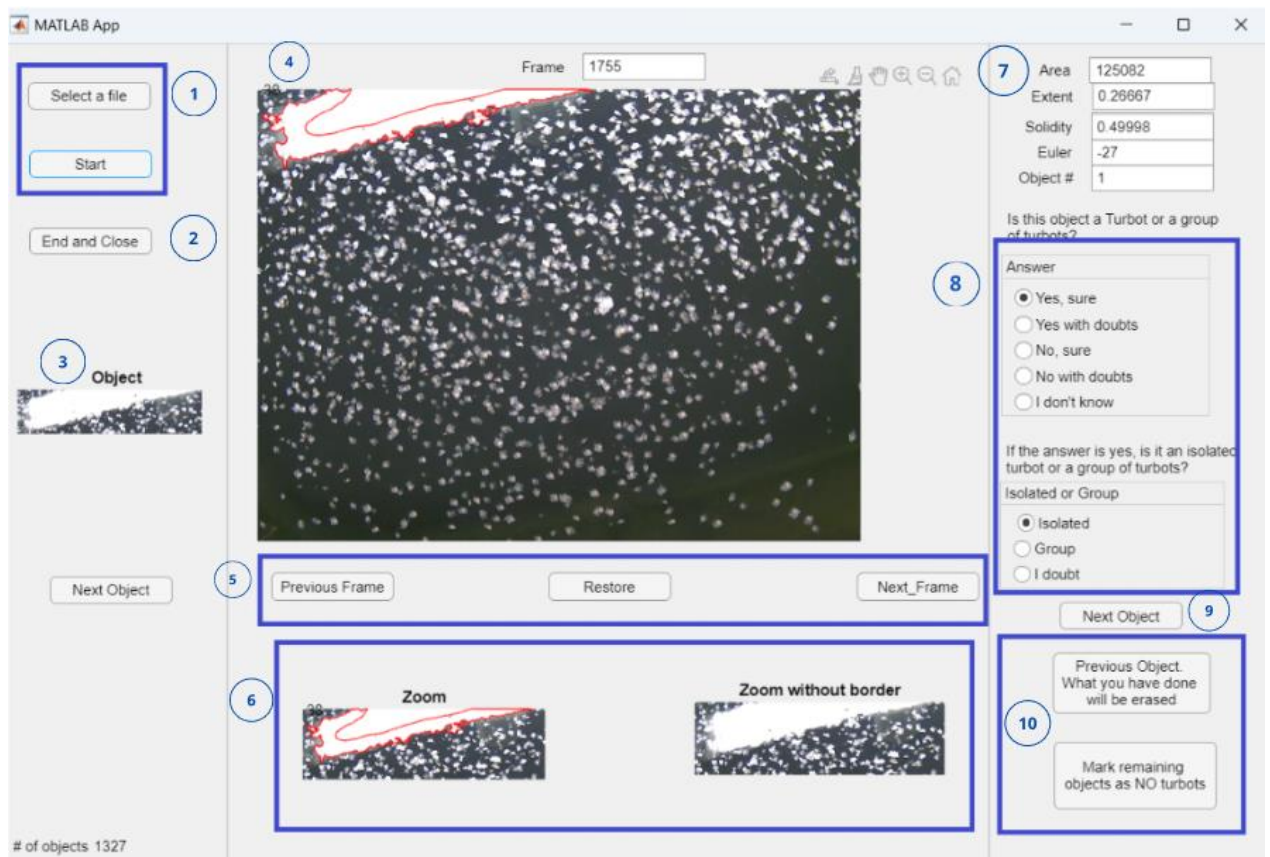 MATLAB App
1
Select a file
Start
2
End and Close
3
Object
Next Object
# of objects 1327
4
Frame 1755
38
5
Previous Frame Restore Next_Frame
6
Zoom
38
Zoom without border
7
Area 125082
Extent 0.26667
Solidity 0.49998
Euler -27
Object # 1
Is this object a Turbot or a group
of turbots?
8
Answer
Yes, sure
Yes with doubts
No, sure
No with doubts
I don't know
If the answer is yes, is it an isolated
turbot or a group of turbots?
Isolated or Group
Isolated
Group
I doubt
Next Object
9
10
Previous Object.
What you have done
will be erased
Mark remaining
objects as NO turbots